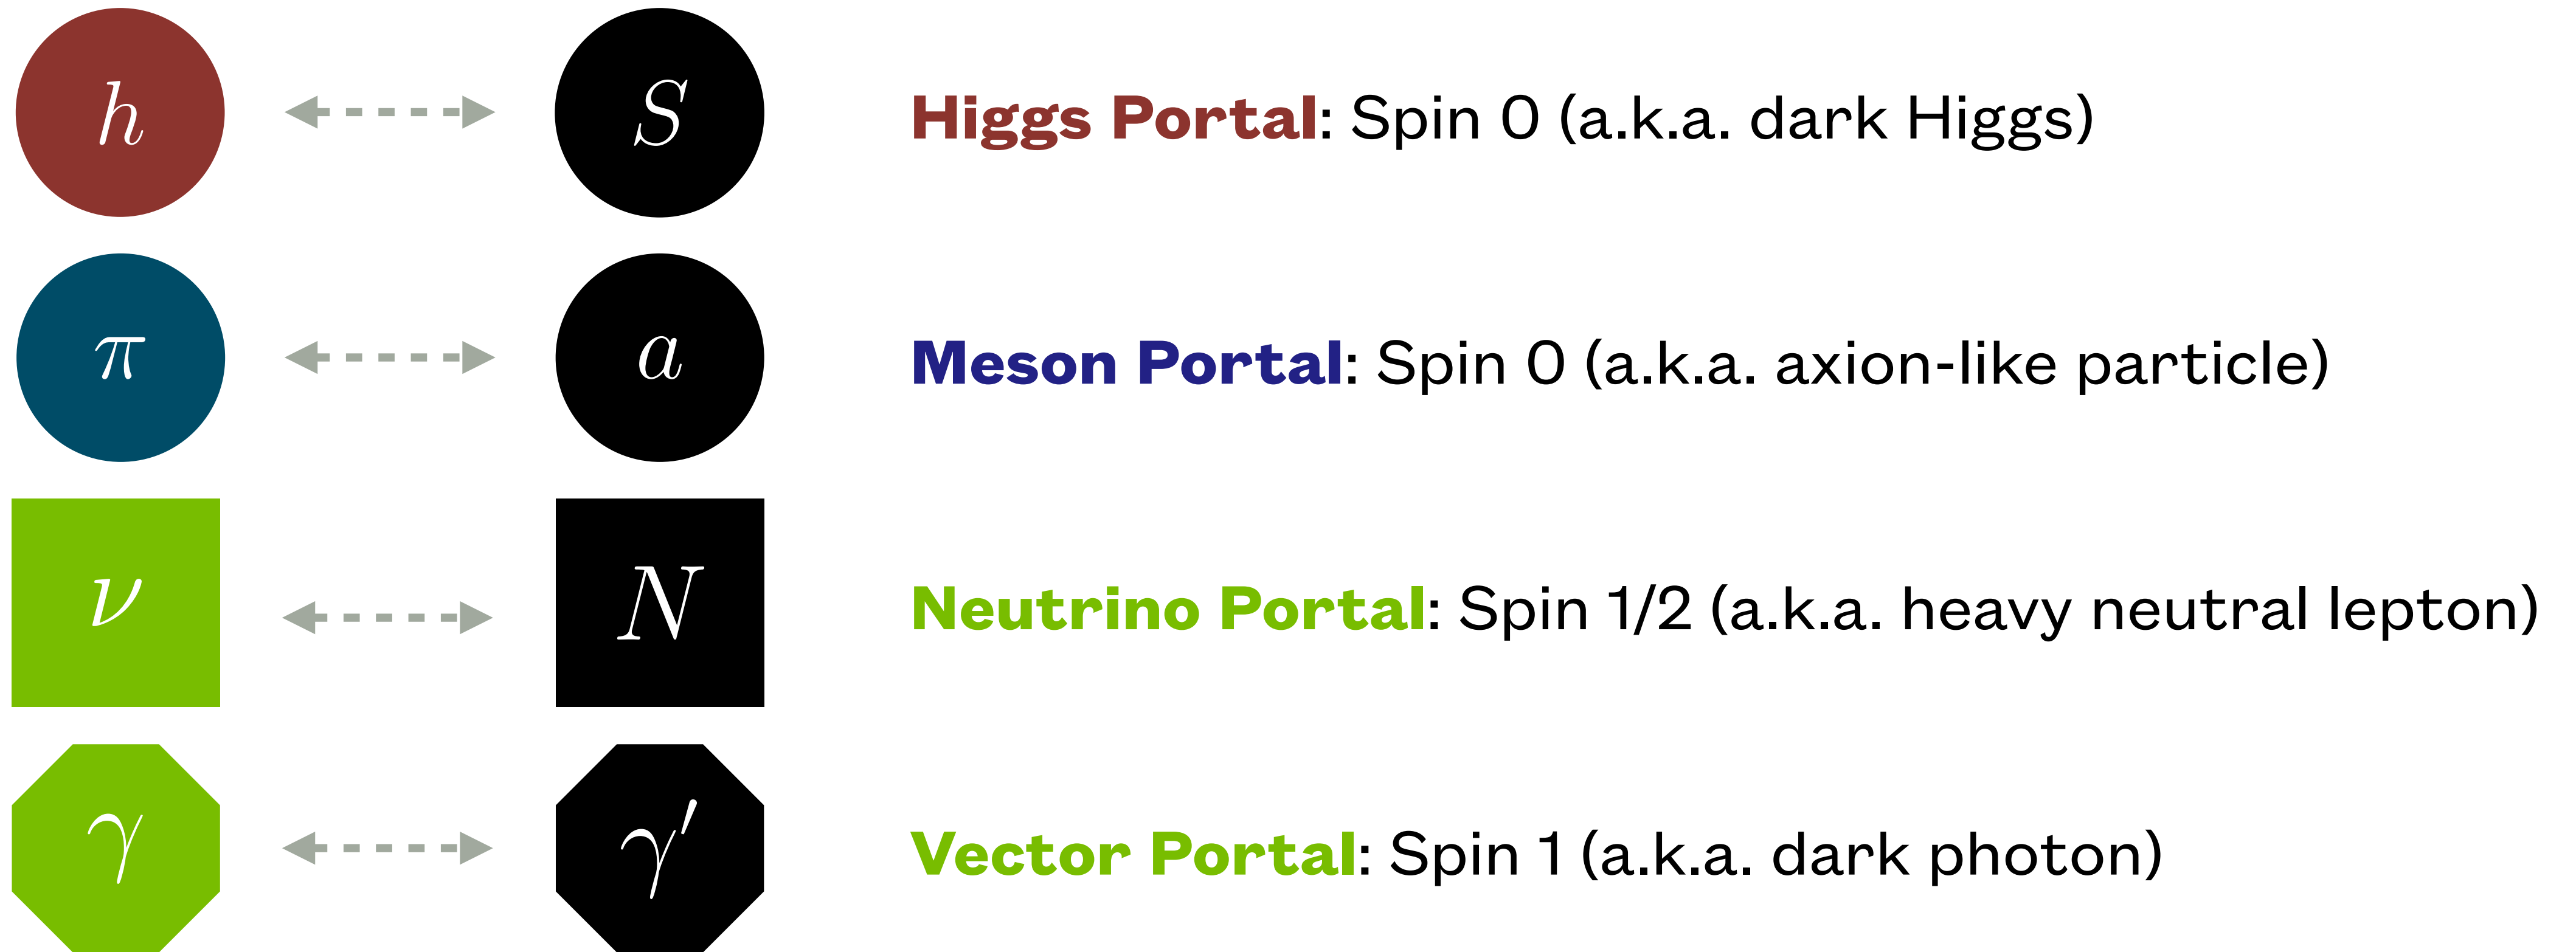 h S Higgs Portal: Spin 0 (a.k.a. dark Higgs)
π a Meson Portal: Spin 0 (a.k.a. axion-like particle)
ν N Neutrino Portal: Spin 1/2 (a.k.a. heavy neutral lepton)
γ γ′ Vector Portal: Spin 1 (a.k.a. dark photon)